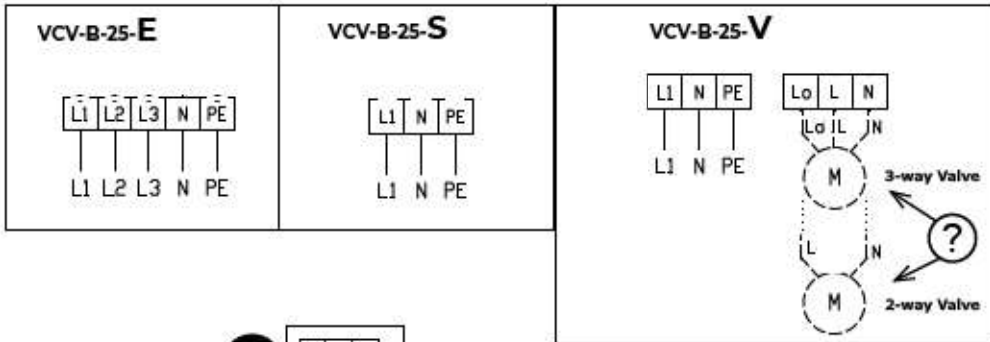 VCV-B-25-E
L1 L2 L3 N PE
L1 L2 L3 N PE
VCV-B-25-S
L1 N PE
L1 N PE
VCV-B-25-V
L1 N PE
L1 N PE
Lo L N
Lo L N
M
3-way Valve
?
L N
M
2-way Valve